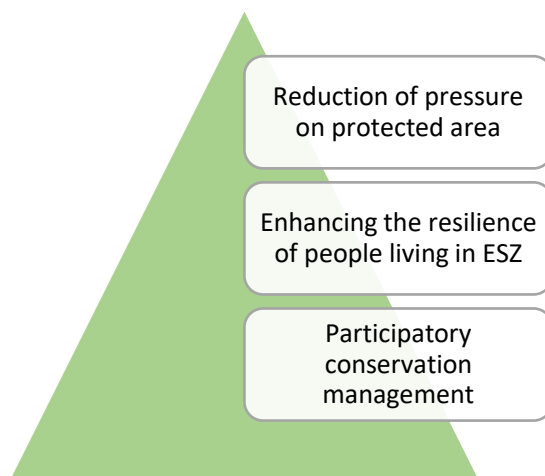 Reduction of pressure
on protected area
Enhancing the resilience
of people living in ESZ
Participatory
conservation
management